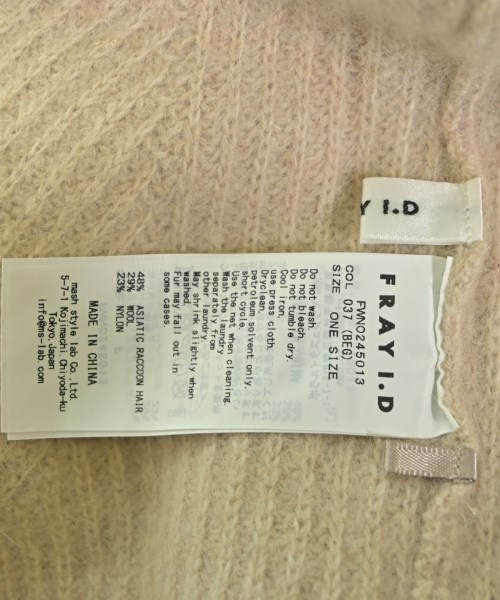 Y I.D
FRAY I.D
FWNO245013
COL 037 (BEG)
SIZE ONE SIZE
Do not wash.
Do not bleach.
Do not tumble dry.
Cool iron.
use press cloth.
Dryclean,
petroleum solvent only.
short cycle.
Use the net when cleaning.
Wash the laundry
separately from
other laundry.
May shrink slightly when
washed.
Fur may fall out in
some cases.
48% ASIATIC RACCOON HAIR
29% WOOL
23% NYLON
MADE IN CHINA
mash style lab Co.,Ltd.
5-7-1 Kojimachi,Chiyoda-ku
Tokyo,Japan
info@ms-lab.com